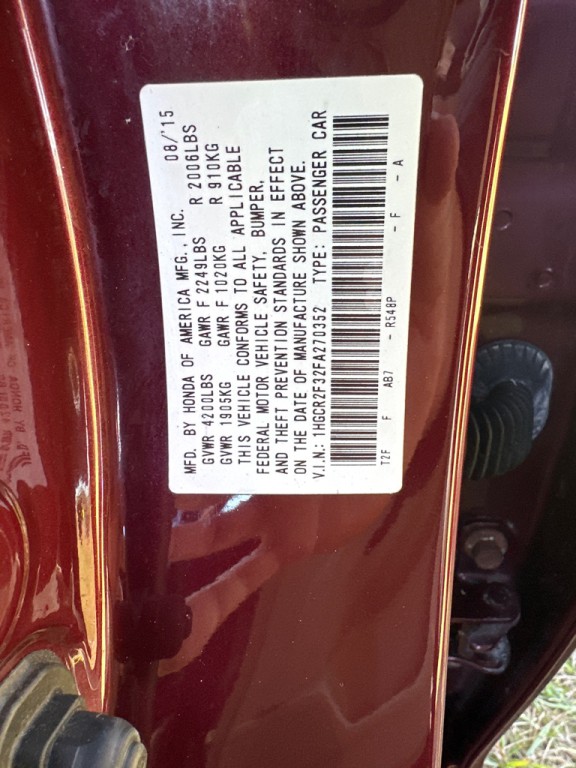 MFD. BY HONDA OF AMERICA MFG., INC. 08/'15
GVWR 4200LBS GAWR F 2249LBS R 2006LBS
GVWR 1905KG GAWR F 1020KG R 910KG
THIS VEHICLE CONFORMS TO ALL APPLICABLE
FEDERAL MOTOR VEHICLE SAFETY, BUMPER,
AND THEFT PREVENTION STANDARDS IN EFFECT
ON THE DATE OF MANUFACTURE SHOWN ABOVE.
V.I.N.: 1HGCR2F32FA270352 TYPE: PASSENGER CAR
T2F F AB7 - R548P - F - A